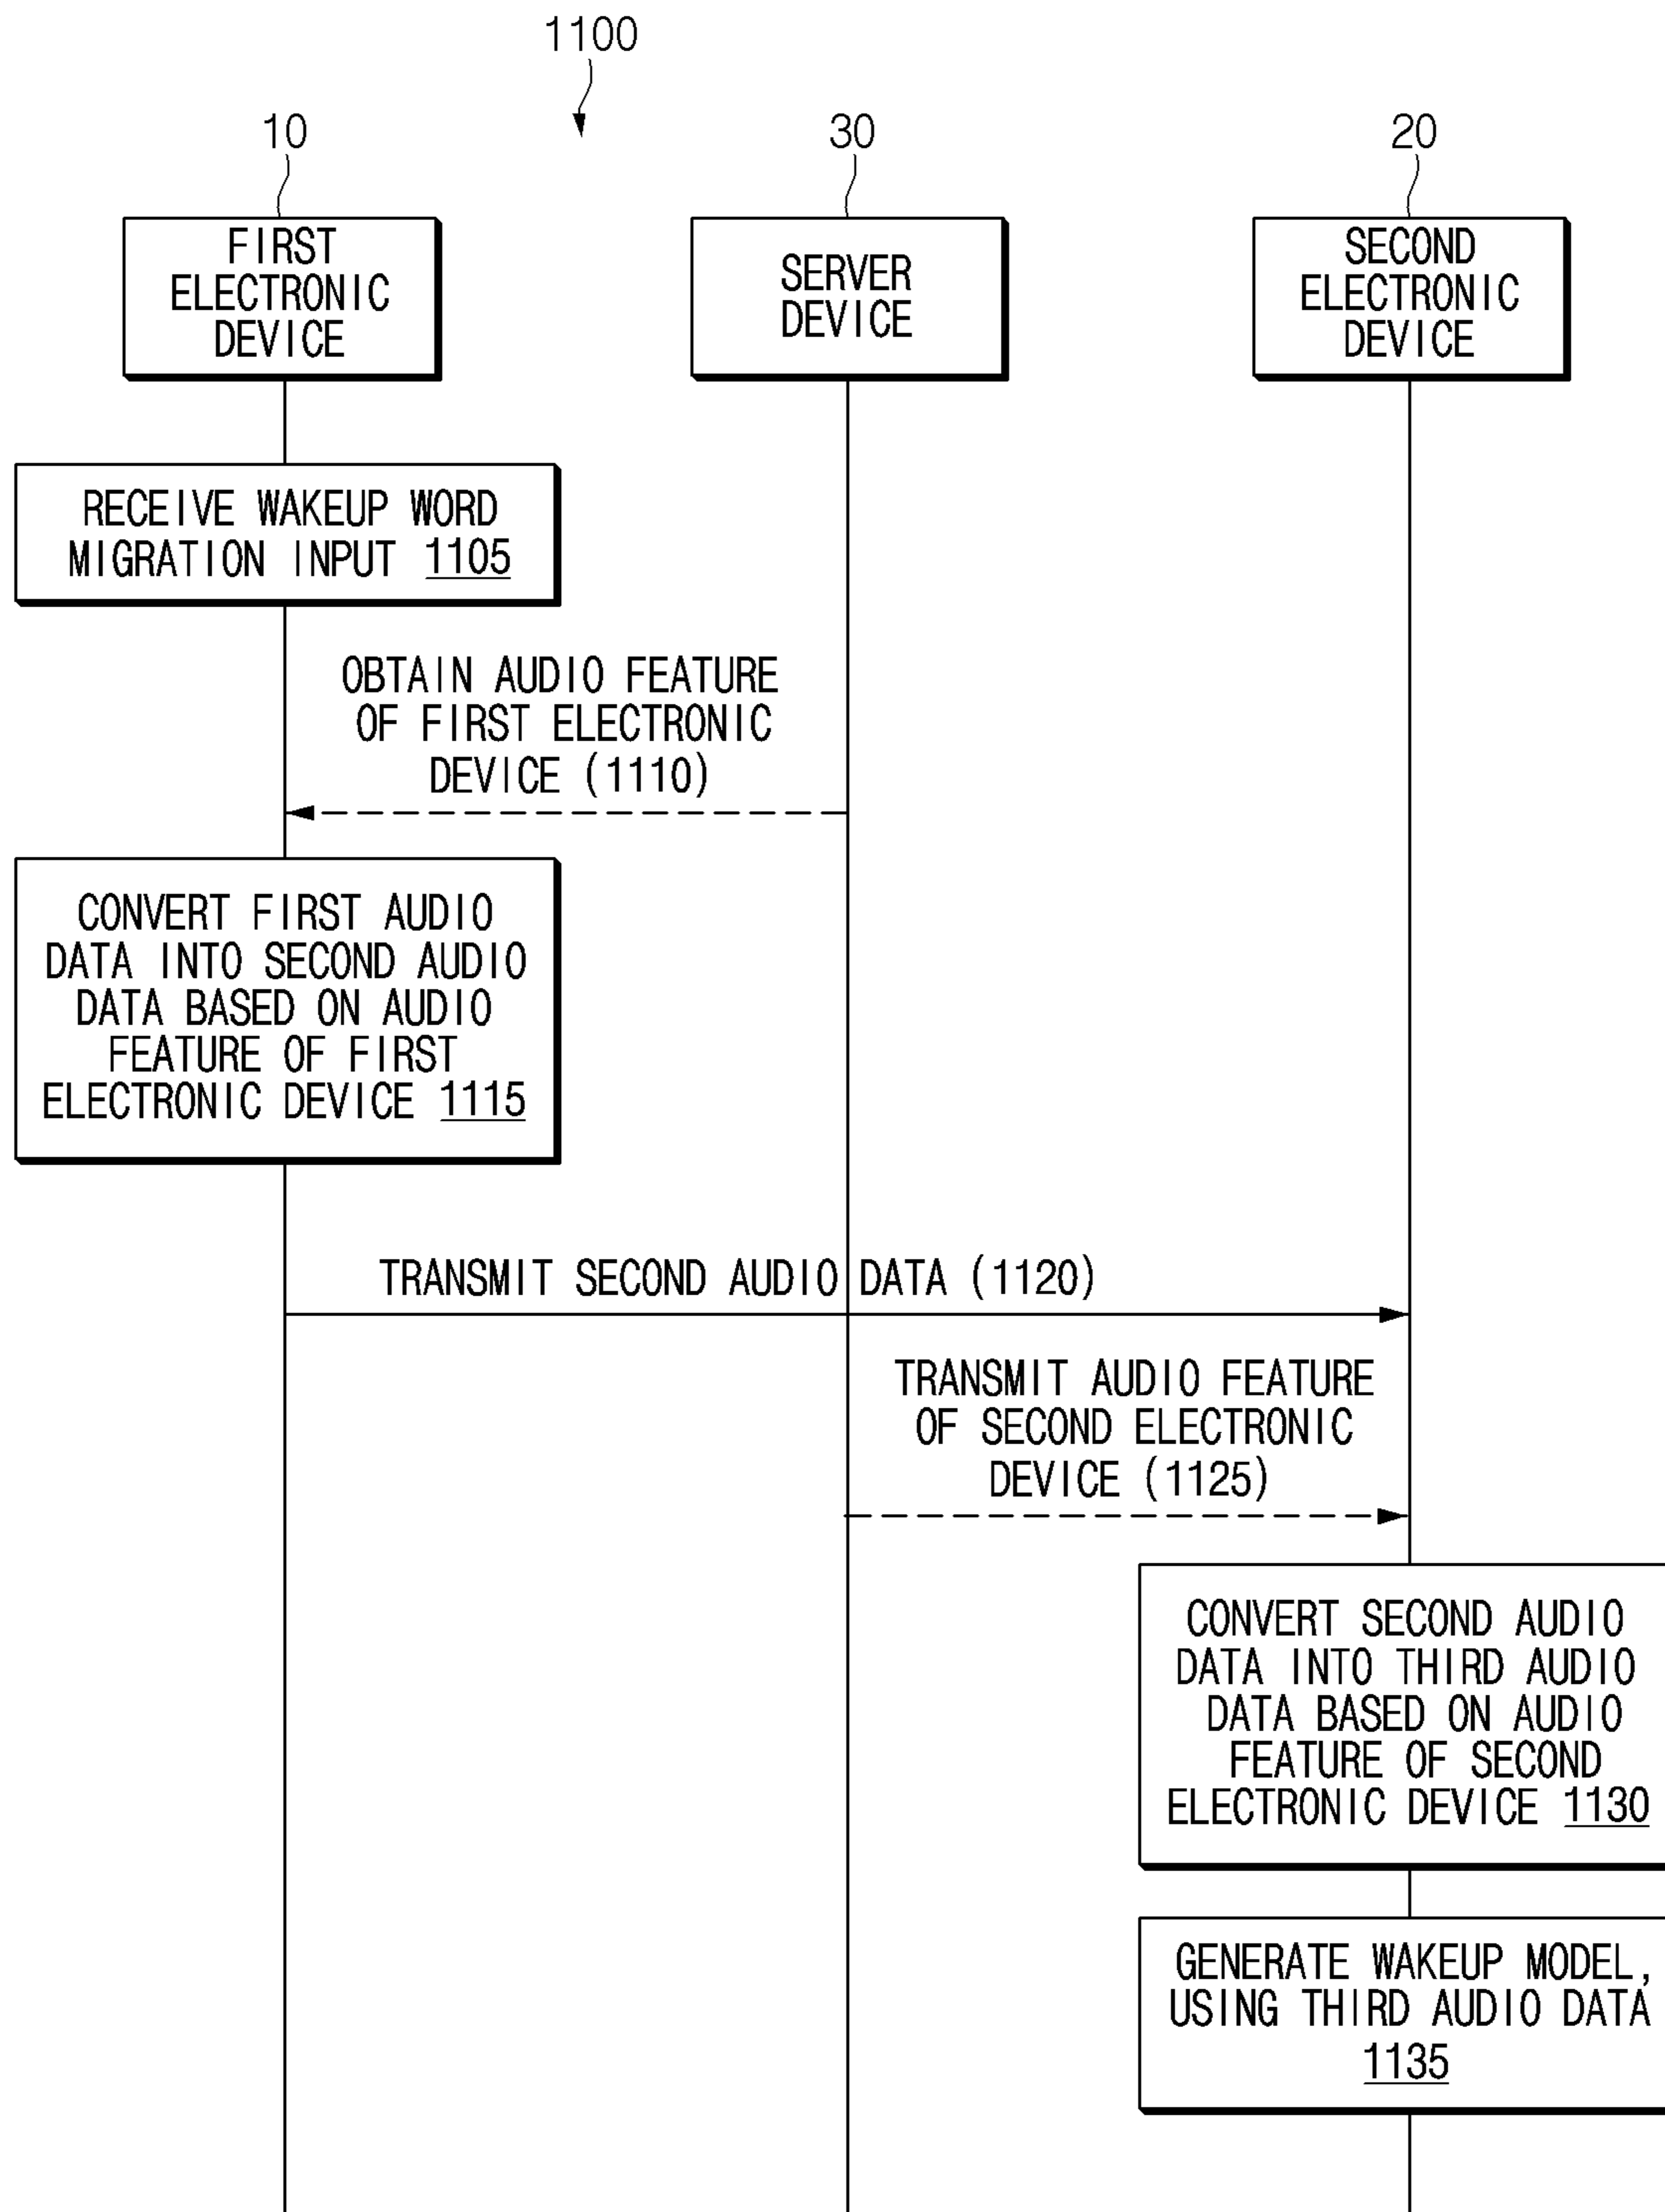 1100
10
30
20
FIRST
ELECTRONIC
DEVICE
SERVER
DEVICE
SECOND
ELECTRONIC
DEVICE
RECEIVE WAKEUP WORD
MIGRATION INPUT 1105
OBTAIN AUDIO FEATURE
OF FIRST ELECTRONIC
DEVICE (1110)
CONVERT FIRST AUDIO
DATA INTO SECOND AUDIO
DATA BASED ON AUDIO
FEATURE OF FIRST
ELECTRONIC DEVICE 1115
TRANSMIT SECOND AUDIO DATA (1120)
TRANSMIT AUDIO FEATURE
OF SECOND ELECTRONIC
DEVICE (1125)
CONVERT SECOND AUDIO
DATA INTO THIRD AUDIO
DATA BASED ON AUDIO
FEATURE OF SECOND
ELECTRONIC DEVICE 1130
GENERATE WAKEUP MODEL,
USING THIRD AUDIO DATA
1135